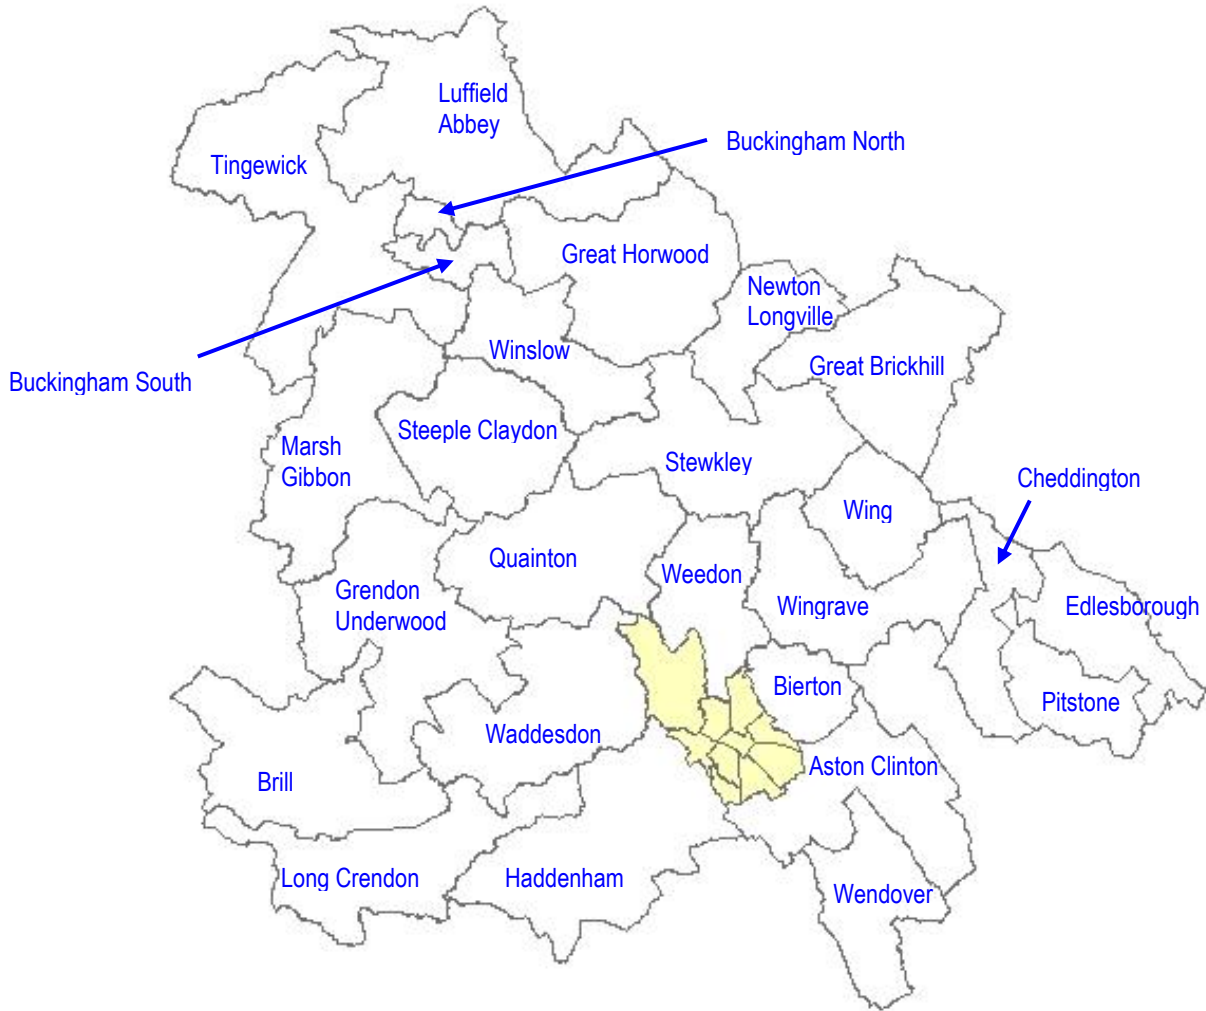 Luffield
Abbey
Buckingham North
Tingewick
Great Horwood
Newton
Longville
Winslow
Great Brickhill
Buckingham South
Steeple Claydon
Marsh
Gibbon
Stewkley
Cheddington
Wing
Quainton
Weedon
Grendon
Underwood
Wingrave
Edlesborough
Bierton
Pitstone
Waddesdon
Aston Clinton
Brill
Long Crendon
Haddenham
Wendover